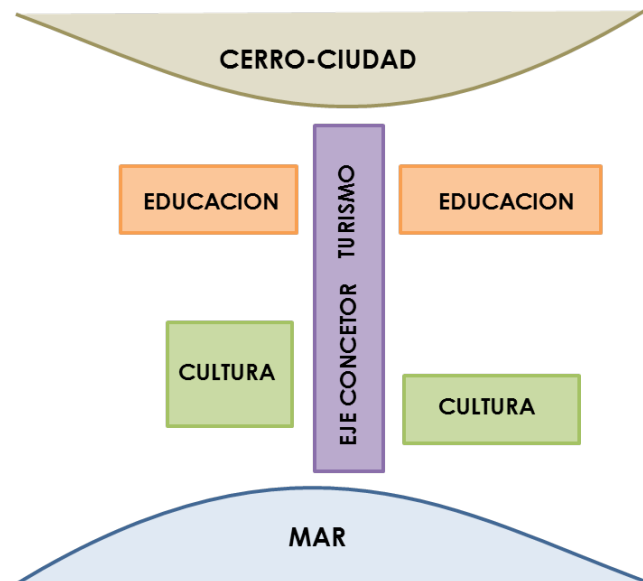 CERRO-CIUDAD
EDUCACION
EJE CONCETOR TURISMO
EDUCACION
CULTURA
CULTURA
MAR